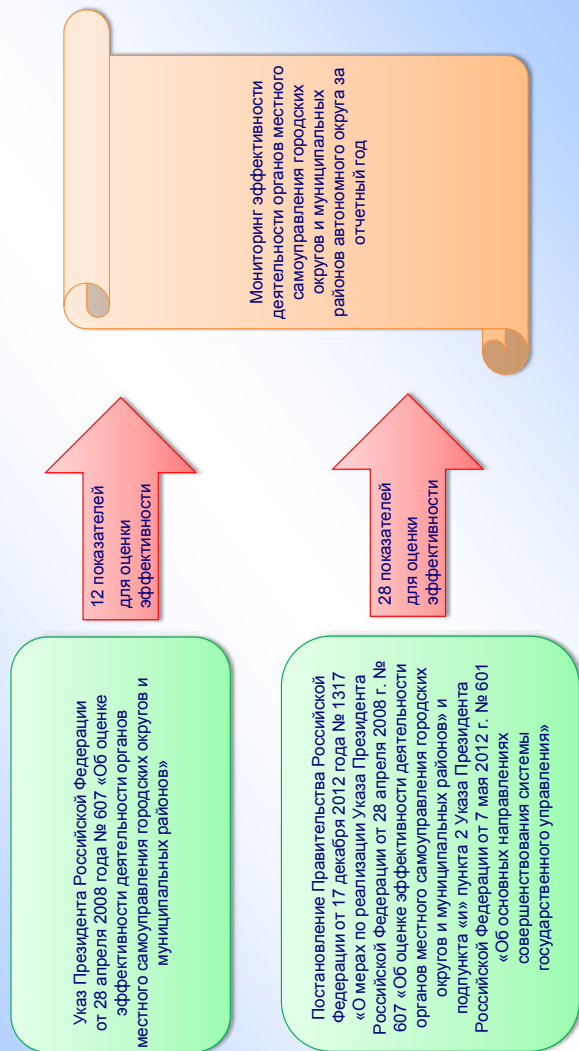 Указ Президента Российской Федерации
от 28 апреля 2008 года № 607 «Об оценке
эффективности деятельности органов
местного самоуправления городских округов и
муниципальных районов»
12 показателей
для оценки
эффективности
Постановление Правительства Российской
Федерации от 17 декабря 2012 года № 1317
«О мерах по реализации Указа Президента
Российской Федерации от 28 апреля 2008 г. №
607 «Об оценке эффективности деятельности
органов местного самоуправления городских
округов и муниципальных районов» и
подпункта «и» пункта 2 Указа Президента
Российской Федерации от 7 мая 2012 г. № 601
«Об основных направлениях
совершенствования системы
государственного управления»
28 показателей
для оценки
эффективности
Мониторинг эффективности
деятельности органов местного
самоуправления городских
округов и муниципальных
районов автономного округа за
отчетный год